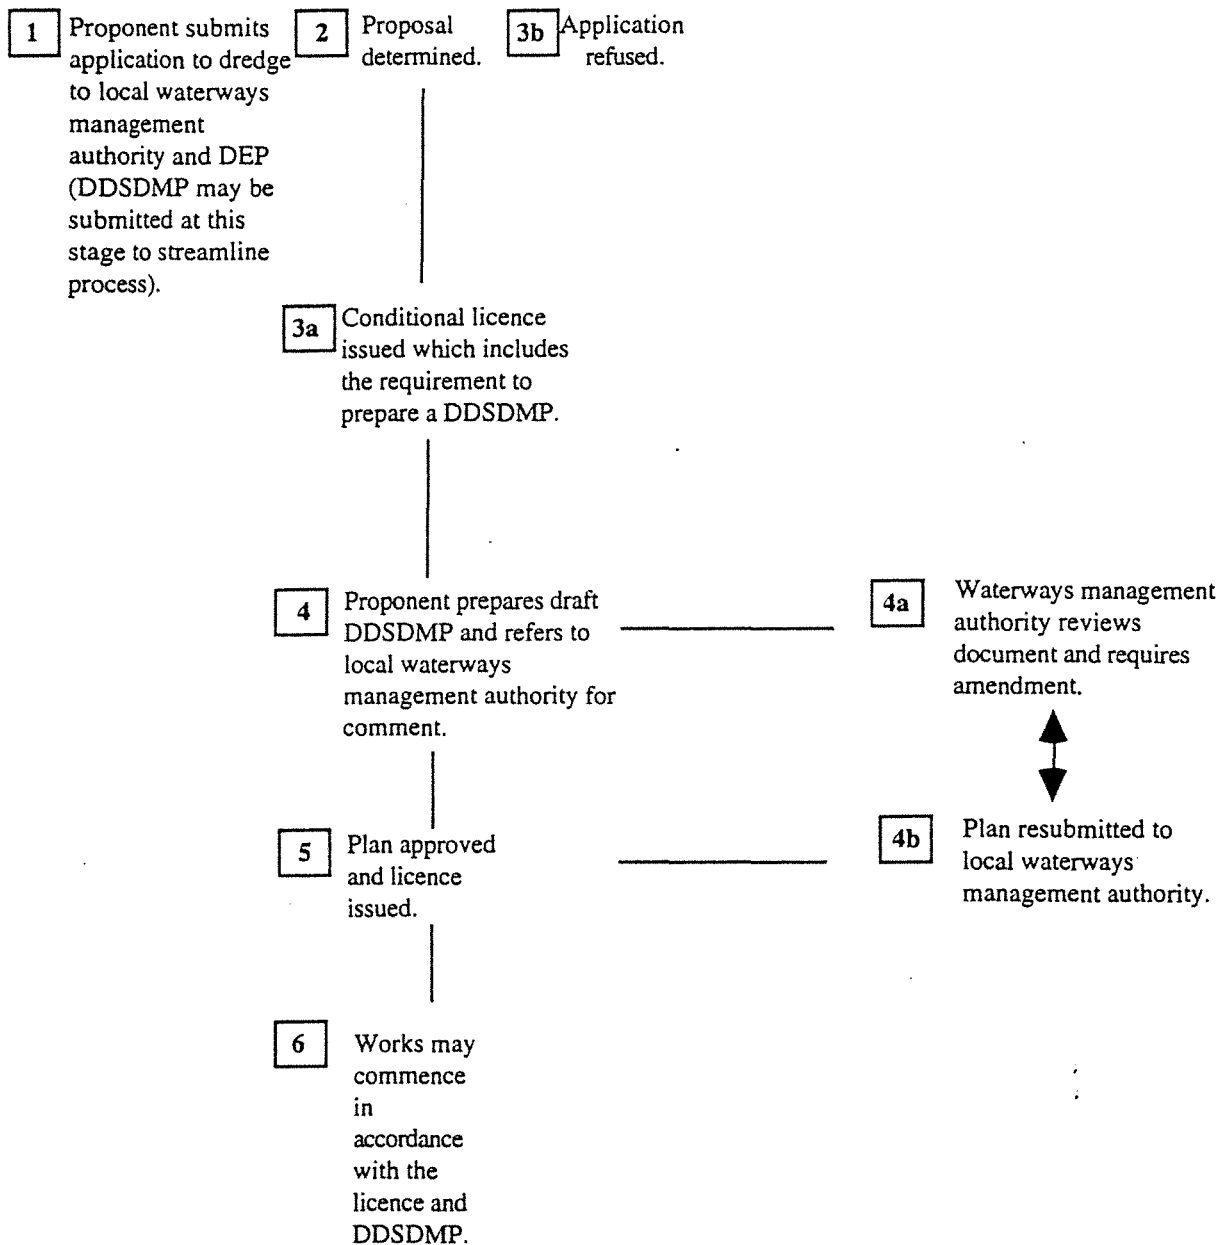 1
Proponent submits
application to dredge
to local waterways
management
authority and DEP
(DDSDMP may be
submitted at this
stage to streamline
process).
2
Proposal
determined.
3b
Application
refused.
3a
Conditional licence
issued which includes
the requirement to
prepare a DDSDMP.
4
Proponent prepares draft
DDSDMP and refers to
local waterways
management authority for
comment.
4a
Waterways management
authority reviews
document and requires
amendment.
4b
Plan resubmitted to
local waterways
management authority.
5
Plan approved
and licence
issued.
6
Works may
commence
in
accordance
with the
licence and
DDSDMP.